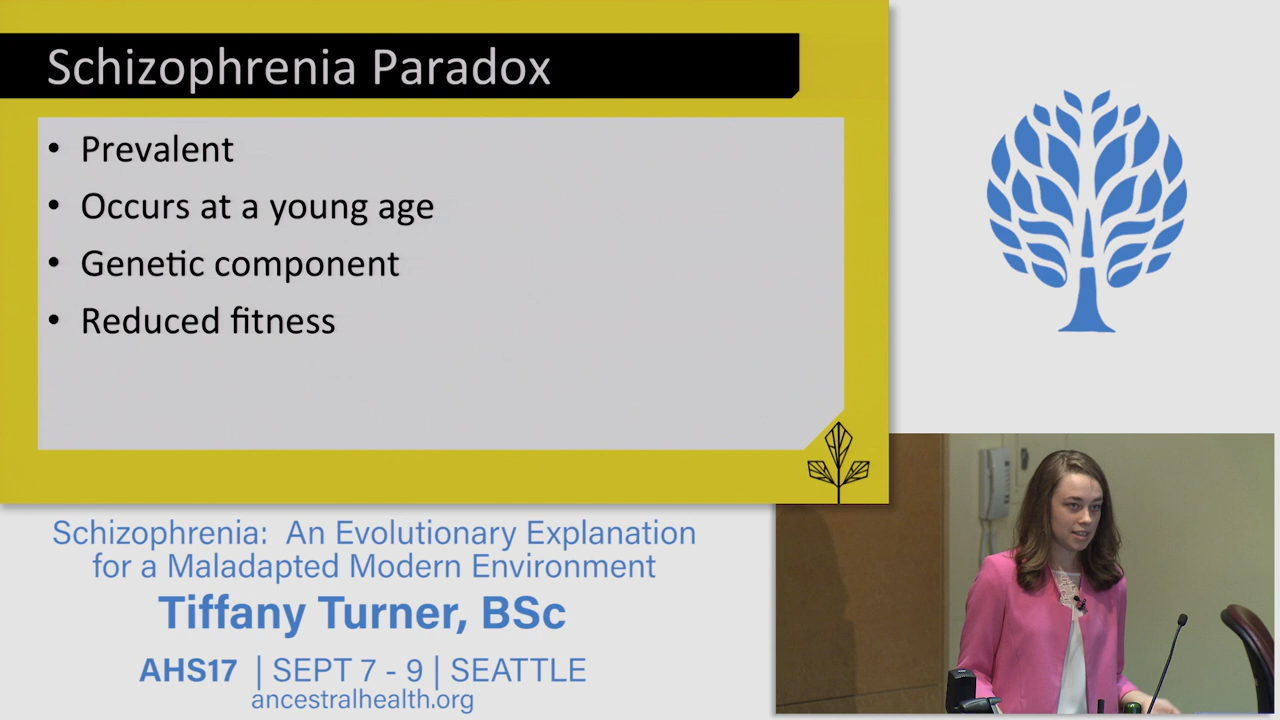 Schizophrenia Paradox
• Prevalent
• Occurs at a young age
• Genetic component
• Reduced fitness
Schizophrenia: An Evolutionary Explanation
for a Maladapted Modern Environment
Tiffany Turner, BSc
AHS17 | SEPT 7 - 9 | SEATTLE
ancestralhealth.org